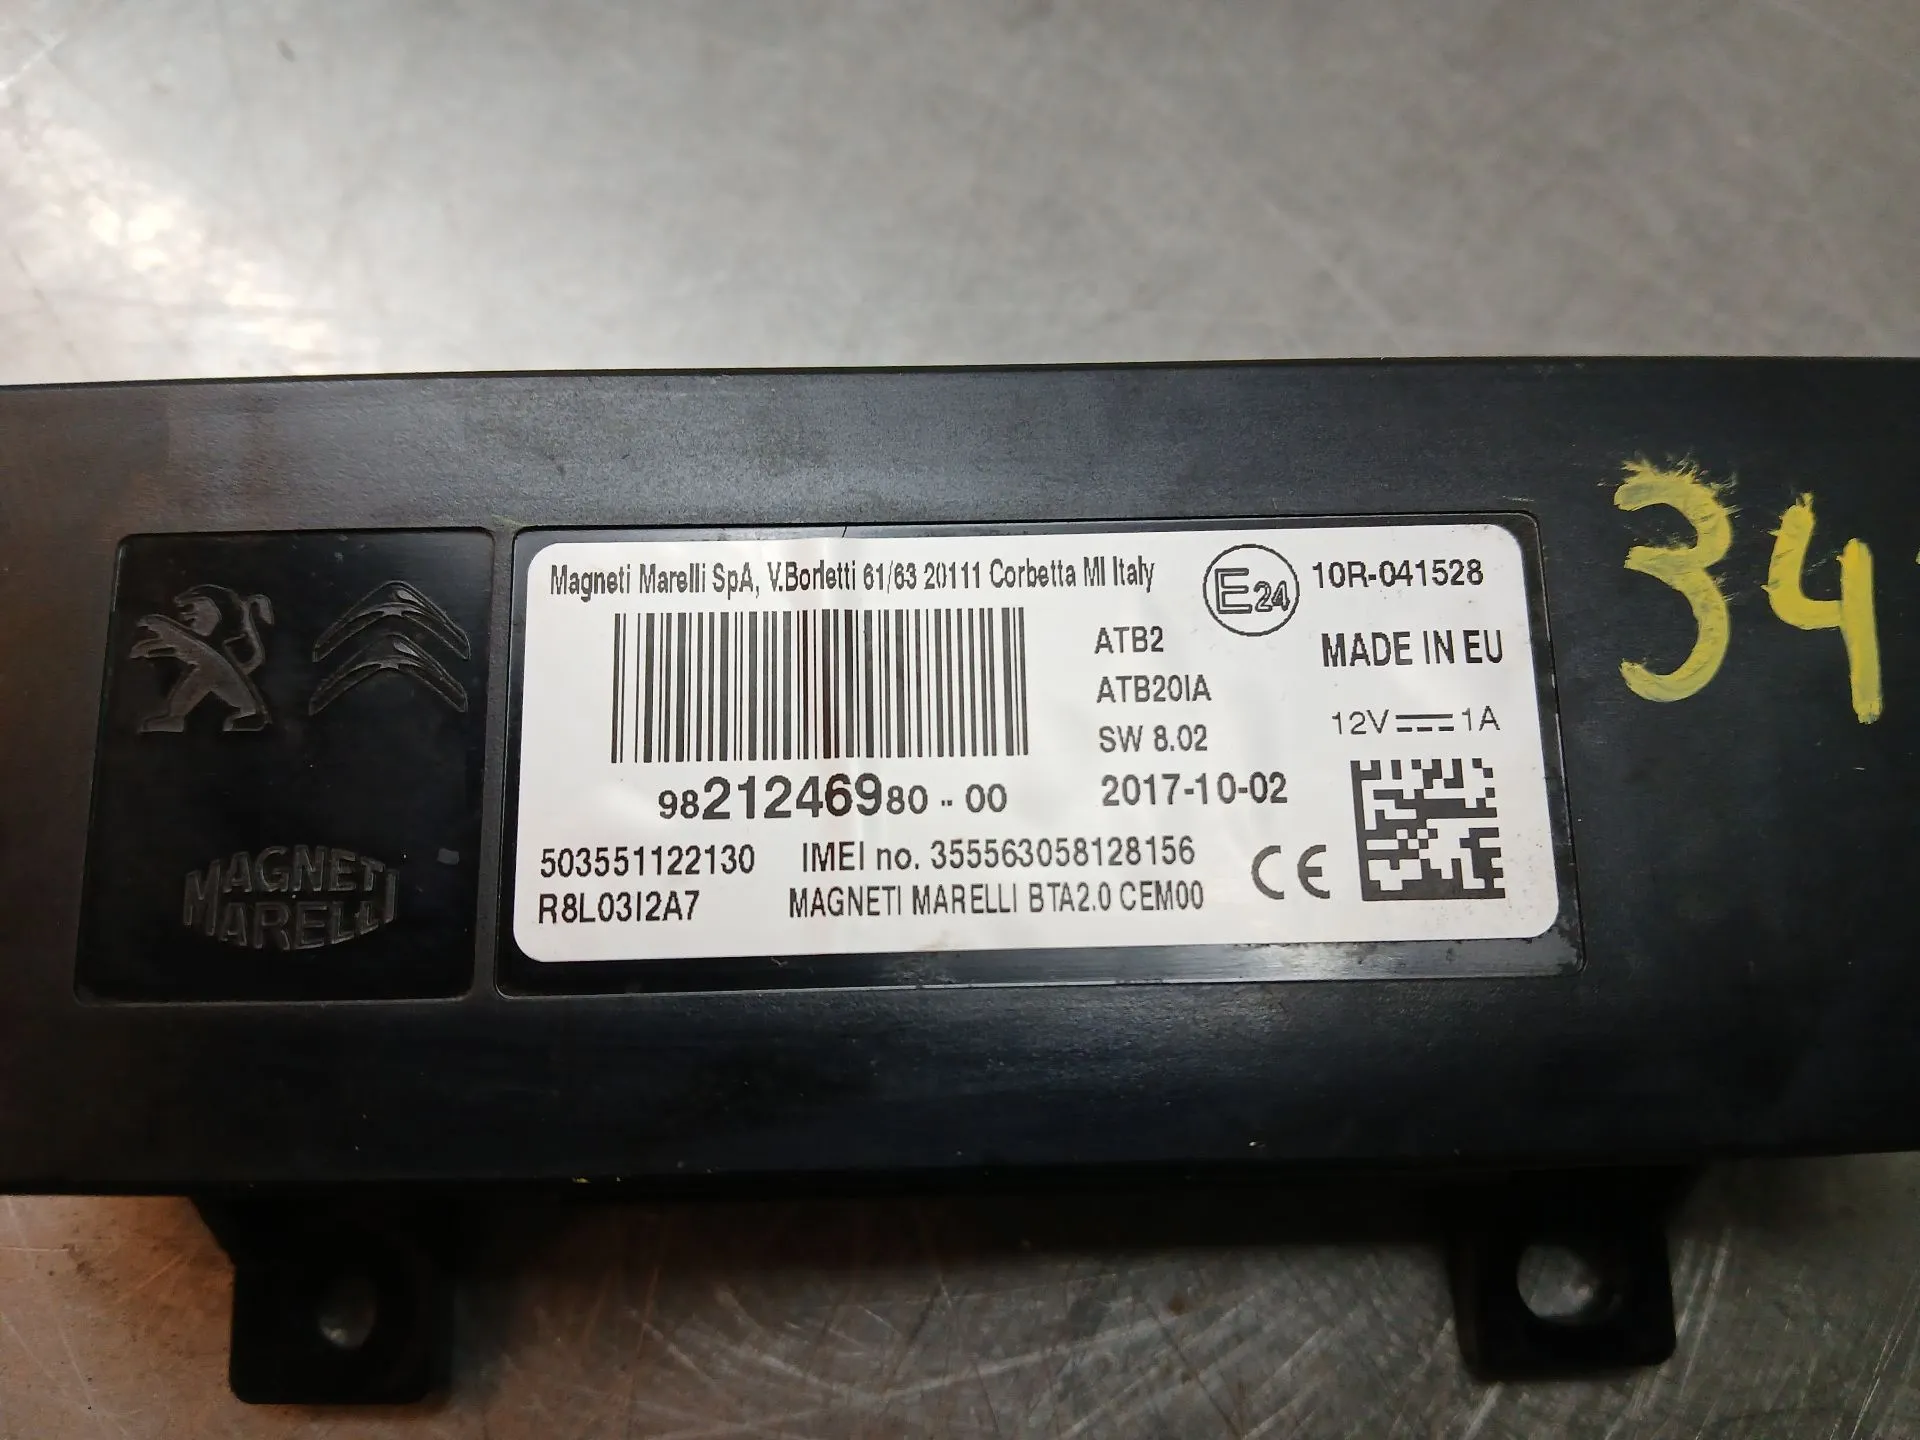 Magneti Marelli SpA, V.Borletti 61/63 20111 Corbetta MI Italy
E24
10R-041528
ATB2
MADE IN EU
ATB20IA
SW 8.02
12V 1A
9821246980-00
2017-10-02
503551122130
IMEI no. 355563058128156
R8L03I2A7
MAGNETI MARELLI BTA2.0 CEM00
CE
MAGNETI
MARELLI
34